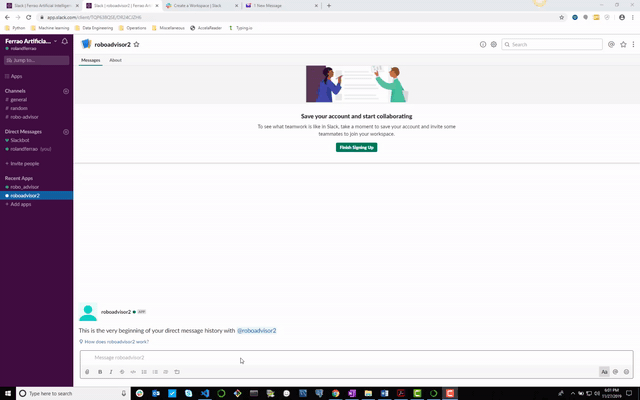 Slack | Ferrao Artificial Intellige
Slack | roboadvisor2 | Ferrao Art
Create a Workspace | Slack
1 New Message
app.slack.com/client/
Python
Machine-learning
Data_Engineering
Operations
Miscellaneous
AcceleReader
Typing.io
Ferrao Artificia...
rolandferrao
Jump to...
Apps
Channels
# general
# random
# robo-advisor
Direct Messages
Slackbot
rolandferrao (you)
+ Invite people
Recent Apps
robo_advisor
roboadvisor2
+ Add apps
roboadvisor2
Search
Messages
About
Save your account and start collaborating
To see what teamwork is like in Slack, take a moment to save your account and invite some
teammates to join your workspace.
Finish Signing Up
roboadvisor2 APP
This is the very beginning of your direct message history with @roboadvisor2
How does roboadvisor2 work?
Message roboadvisor2
Aa
Type here to search
6:01 PM
11/27/2019